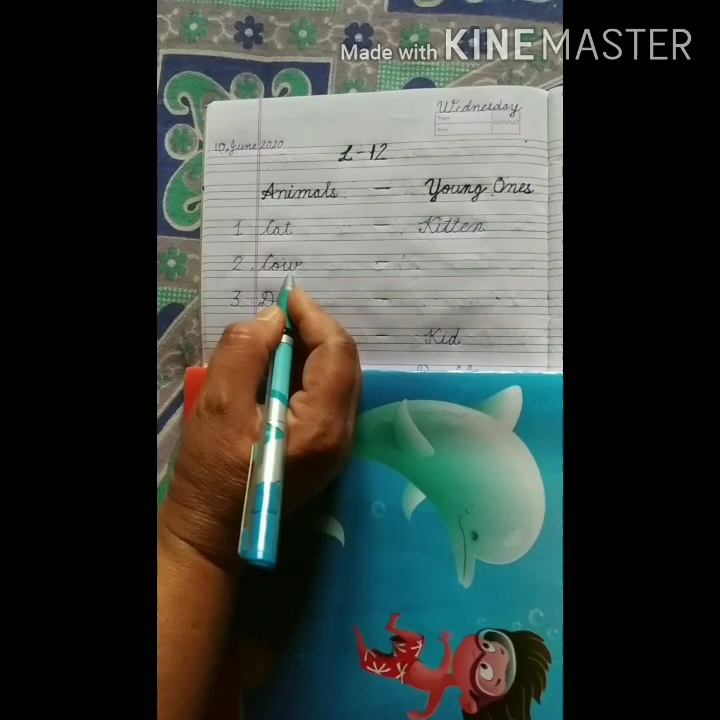 Made with KINEMASTER
Wednesday
10, June 2020
L-12
Animals — Young Ones
1 Cat — Kitten
2. Cow -
3 -
- Kid